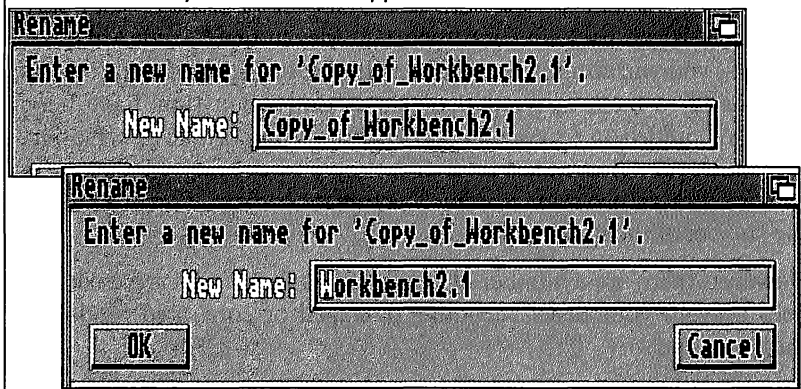 Rename
Enter a new name for 'Copy_of_Workbench2.1'.
New Name: Copy_of_Workbench2.1
Rename
Enter a new name for 'Copy_of_Workbench2.1'.
New Name: Workbench2.1
OK Cancel